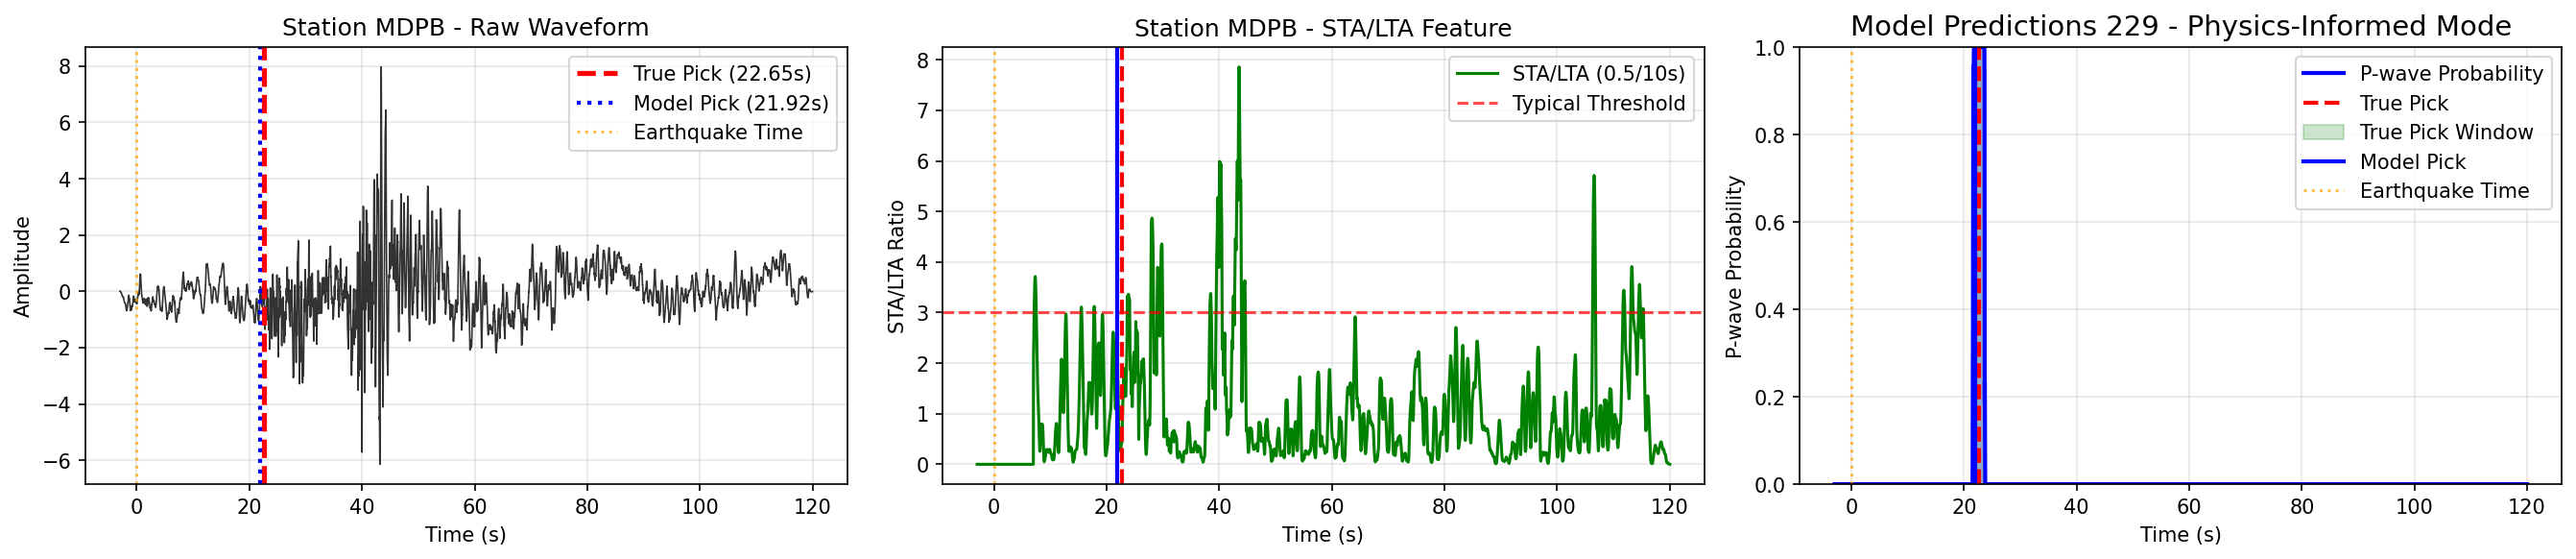 Station MDPB - Raw Waveform
8
6
4
2
0
−2
−4
−6
Amplitude
0
20
40
60
80
100
120
Time (s)
True Pick (22.65s)
Model Pick (21.92s)
Earthquake Time
Station MDPB - STA/LTA Feature
8
7
6
5
4
3
2
1
0
STA/LTA Ratio
0
20
40
60
80
100
120
Time (s)
STA/LTA (0.5/10s)
Typical Threshold
Model Predictions 229 - Physics-Informed Mode
1.0
0.8
0.6
0.4
0.2
0.0
P-wave Probability
0
20
40
60
80
100
120
Time (s)
P-wave Probability
True Pick
True Pick Window
Model Pick
Earthquake Time